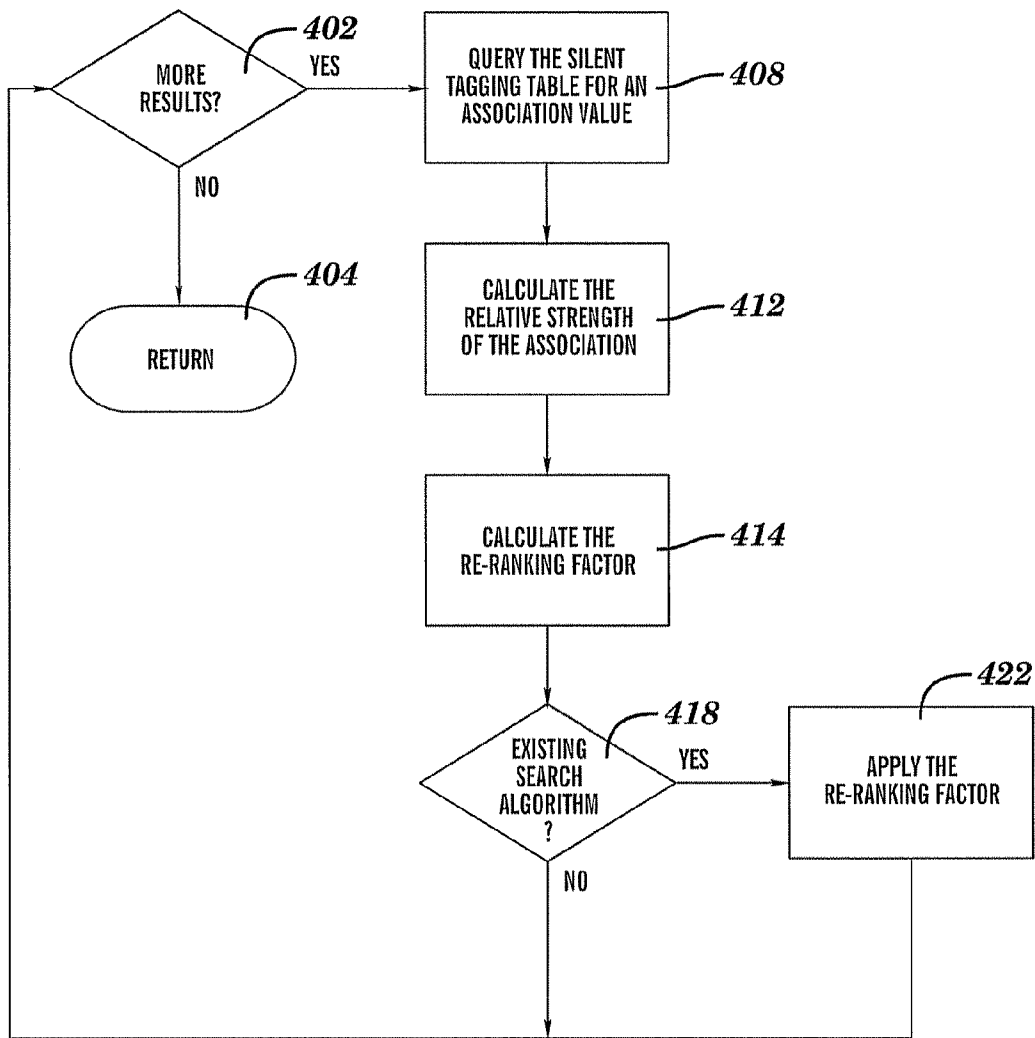 402
MORE
RESULTS?
YES
NO
404
RETURN
QUERY THE SILENT
TAGGING TABLE FOR AN
ASSOCIATION VALUE
408
CALCULATE THE
RELATIVE STRENGTH
OF THE ASSOCIATION
412
CALCULATE THE
RE-RANKING FACTOR
414
EXISTING
SEARCH
ALGORITHM
?
418
YES
NO
422
APPLY THE
RE-RANKING FACTOR